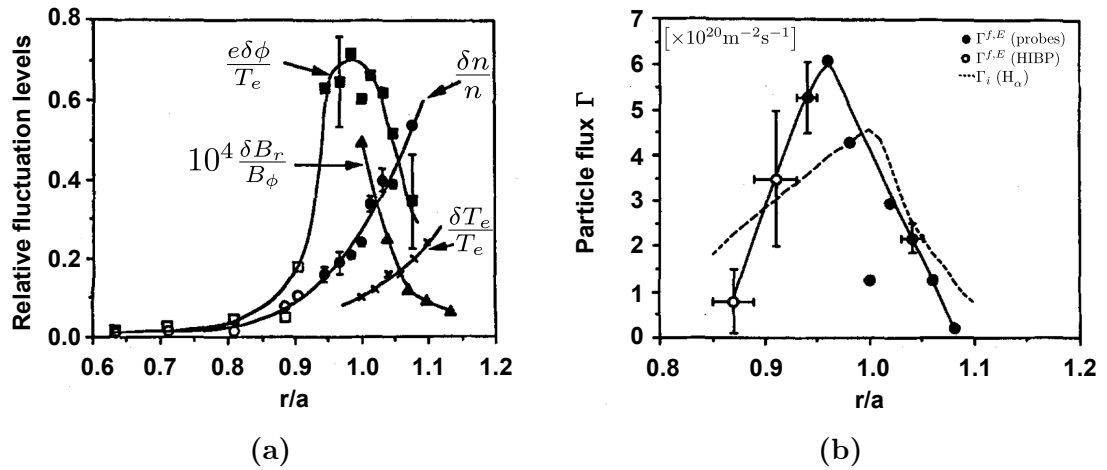 Relative fluctuation levels
0.8
0.6
0.4
0.2
0.0
0.6
0.7
0.8
0.9
1.0
1.1
1.2
r/a
eδφ
T_e
δn
n
10^4 δB_r
B_φ
δT_e
T_e
(a)
Particle flux Γ
[×10^20 m^-2 s^-1]
Γ^{f,E} (probes)
Γ^{f,E} (HIBP)
Γ_i (H_α)
7
6
5
4
3
2
1
0
0.8
0.9
1.0
1.1
1.2
r/a
(b)